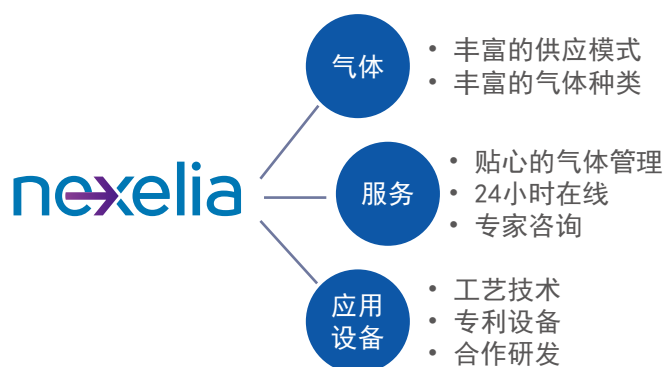 nexelia
气体
• 丰富的供应模式
• 丰富的气体种类
服务
• 贴心的气体管理
• 24小时在线
• 专家咨询
应用
设备
• 工艺技术
• 专利设备
• 合作研发